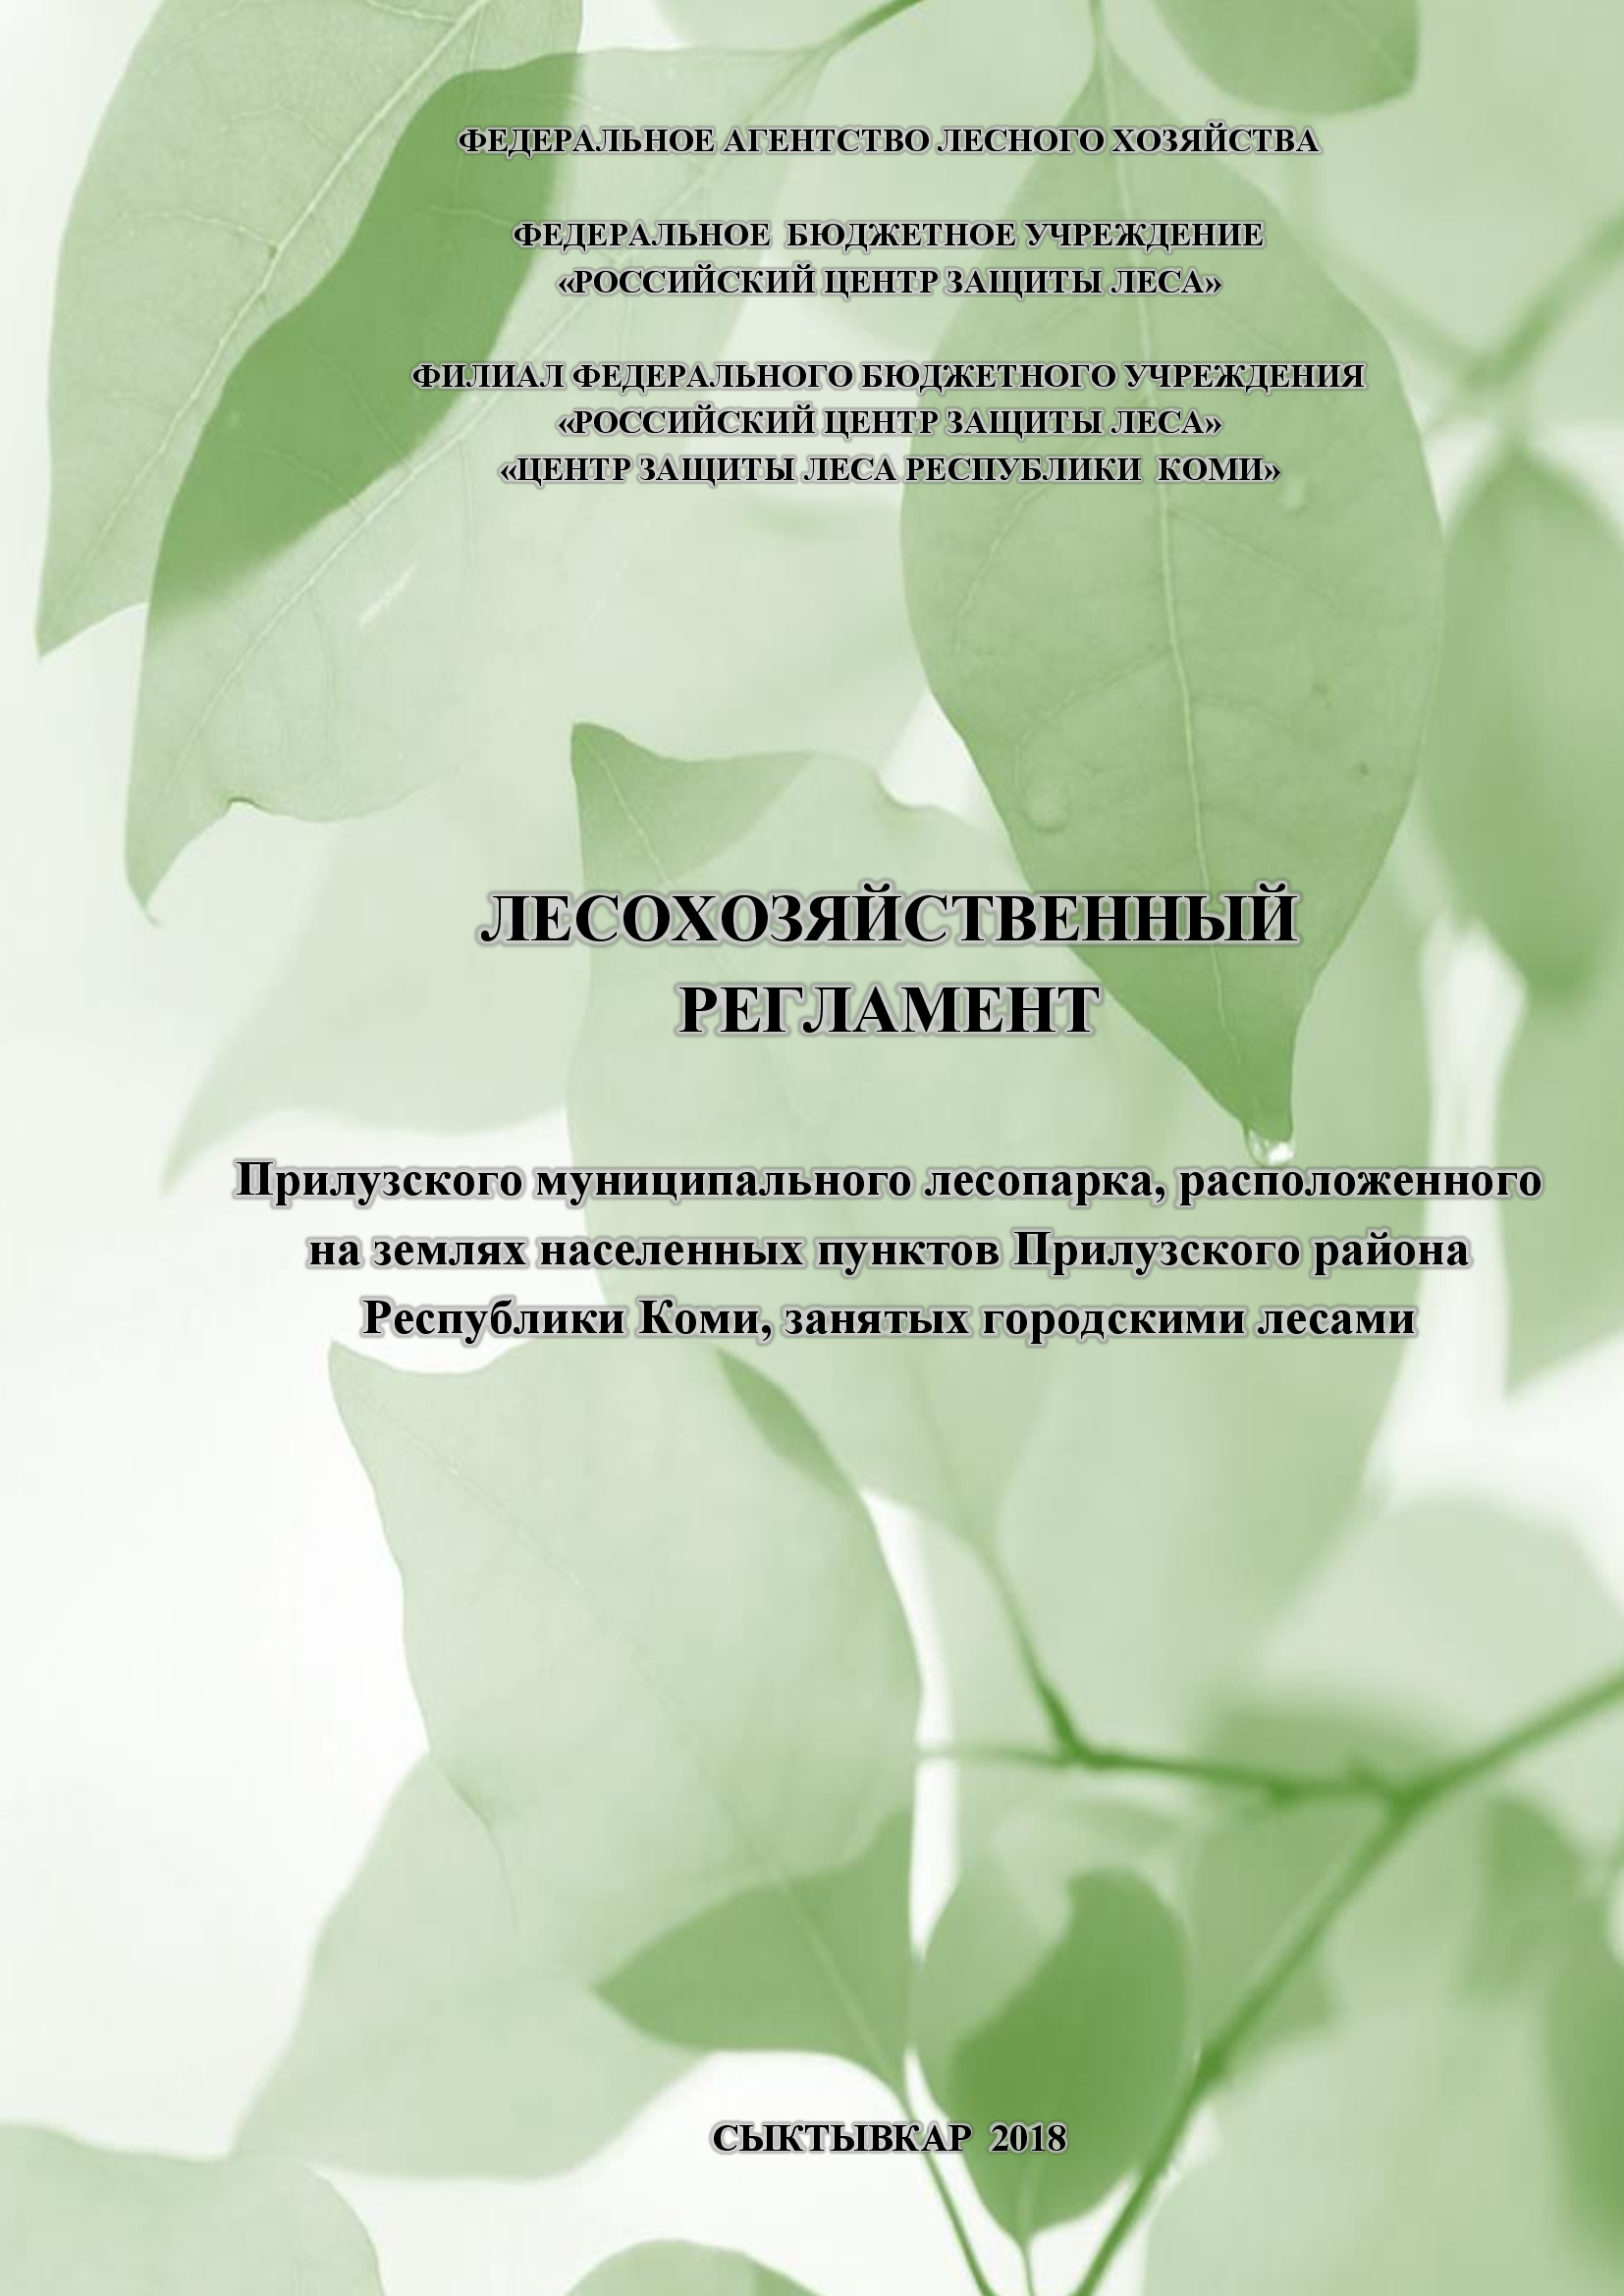 ФЕДЕРАЛЬНОЕ АГЕНТСТВО ЛЕСНОГО ХОЗЯЙСТВА
ФЕДЕРАЛЬНОЕ БЮДЖЕТНОЕ УЧРЕЖДЕНИЕ
«РОССИЙСКИЙ ЦЕНТР ЗАЩИТЫ ЛЕСА»
ФИЛИАЛ ФЕДЕРАЛЬНОГО БЮДЖЕТНОГО УЧРЕЖДЕНИЯ
«РОССИЙСКИЙ ЦЕНТР ЗАЩИТЫ ЛЕСА»
«ЦЕНТР ЗАЩИТЫ ЛЕСА РЕСПУБЛИКИ КОМИ»
ЛЕСОХОЗЯЙСТВЕННЫЙ
РЕГЛАМЕНТ
Прилузского муниципального лесопарка, расположенного
на землях населенных пунктов Прилузского района
Республики Коми, занятых городскими лесами
СЫКТЫВКАР 2018